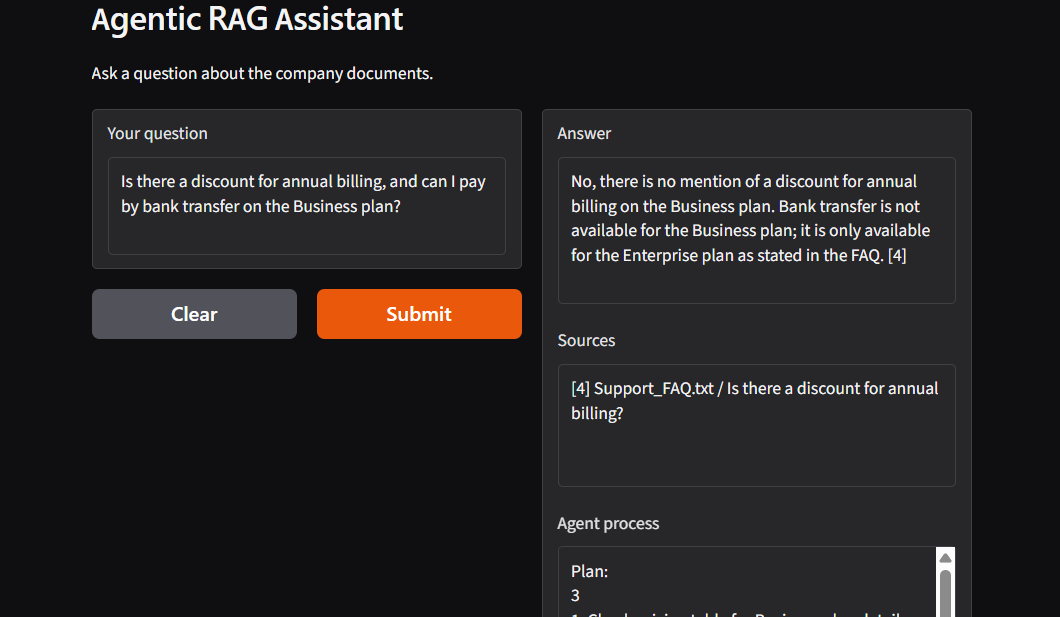 Agentic RAG Assistant
Ask a question about the company documents.
Your question
Is there a discount for annual billing, and can I pay
by bank transfer on the Business plan?
Clear
Submit
Answer
No, there is no mention of a discount for annual
billing on the Business plan. Bank transfer is not
available for the Business plan; it is only available
for the Enterprise plan as stated in the FAQ. [4]
Sources
[4] Support_FAQ.txt / Is there a discount for annual
billing?
Agent process
Plan:
3